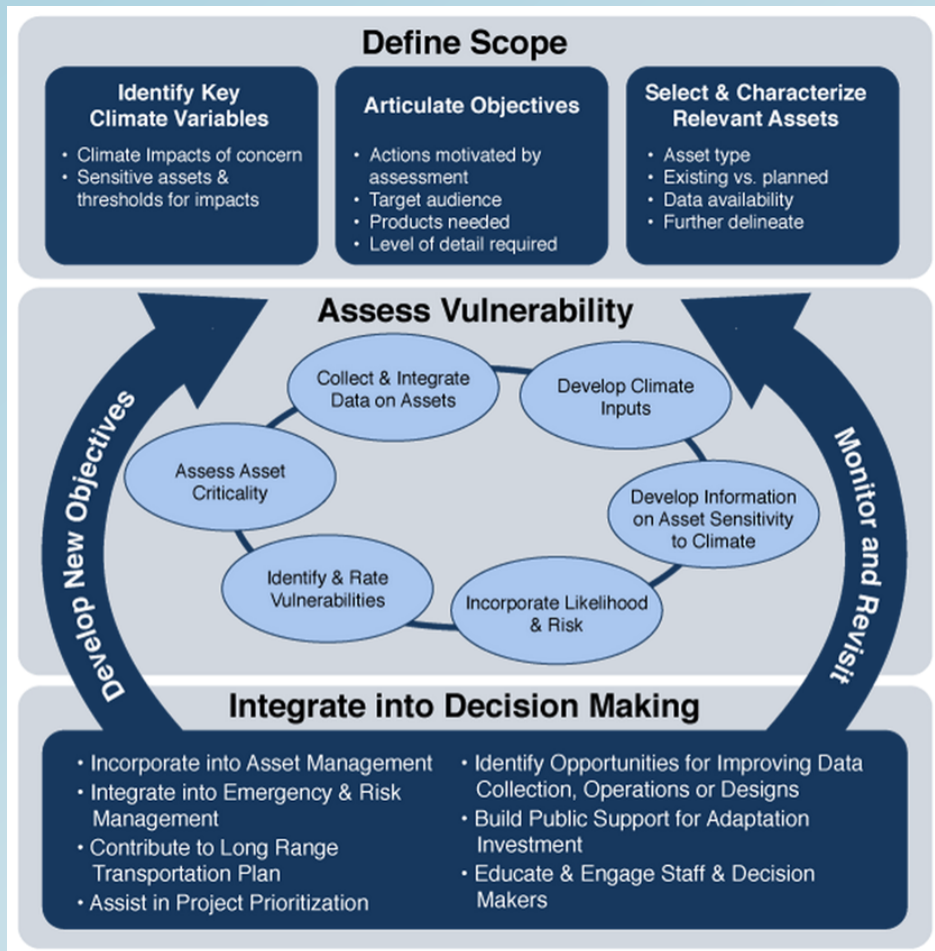 Define Scope
Identify Key
Climate Variables
• Climate Impacts of concern
• Sensitive assets &
thresholds for impacts
Articulate Objectives
• Actions motivated by
assessment
• Target audience
• Products needed
• Level of detail required
Select & Characterize
Relevant Assets
• Asset type
• Existing vs. planned
• Data availability
• Further delineate
Assess Vulnerability
Develop New Objectives
Collect & Integrate
Data on Assets
Develop Climate
Inputs
Assess Asset
Criticality
Develop Information
on Asset Sensitivity
to Climate
Identify & Rate
Vulnerabilities
Incorporate Likelihood
& Risk
Monitor and Revisit
Integrate into Decision Making
• Incorporate into Asset Management
• Integrate into Emergency & Risk
Management
• Contribute to Long Range
Transportation Plan
• Assist in Project Prioritization
• Identify Opportunities for Improving Data
Collection, Operations or Designs
• Build Public Support for Adaptation
Investment
• Educate & Engage Staff & Decision
Makers